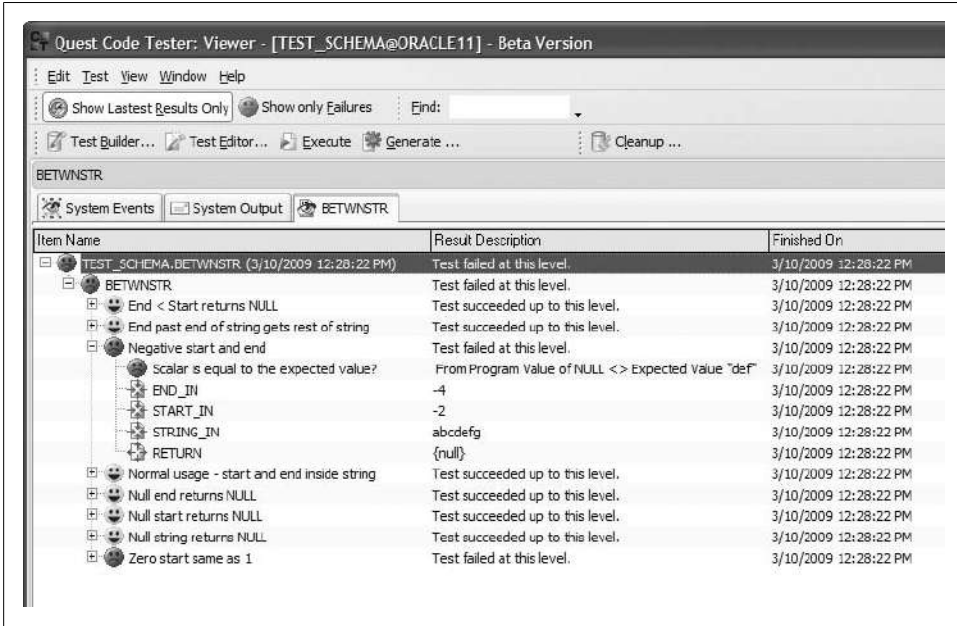 Quest Code Tester: Viewer - [TEST_SCHEMA@ORACLE11] - Beta Version
Edit Test View Window Help
Show Lastest Results Only Show only Failures Find:
Test Builder... Test Editor... Execute Generate ... Cleanup ...
BETWNSTR
System Events System Output BETWNSTR
Item Name Result Description Finished On
TEST_SCHEMA.BETWNSTR (3/10/2009 12:28:22 PM) Test failed at this level. 3/10/2009 12:28:22 PM
BETWNSTR Test failed at this level. 3/10/2009 12:28:22 PM
End < Start returns NULL Test succeeded up to this level. 3/10/2009 12:28:22 PM
End past end of string gets rest of string Test succeeded up to this level. 3/10/2009 12:28:22 PM
Negative start and end Test failed at this level. 3/10/2009 12:28:22 PM
Scalar is equal to the expected value? From Program Value of NULL <> Expected Value "def" 3/10/2009 12:28:22 PM
END_IN -4 3/10/2009 12:28:22 PM
START_IN -2 3/10/2009 12:28:22 PM
STRING_IN abcdefg 3/10/2009 12:28:22 PM
RETURN {null} 3/10/2009 12:28:22 PM
Normal usage - start and end inside string Test succeeded up to this level. 3/10/2009 12:28:22 PM
Null end returns NULL Test succeeded up to this level. 3/10/2009 12:28:22 PM
Null start returns NULL Test succeeded up to this level. 3/10/2009 12:28:22 PM
Null string returns NULL Test succeeded up to this level. 3/10/2009 12:28:22 PM
Zero start same as 1 Test failed at this level. 3/10/2009 12:28:22 PM